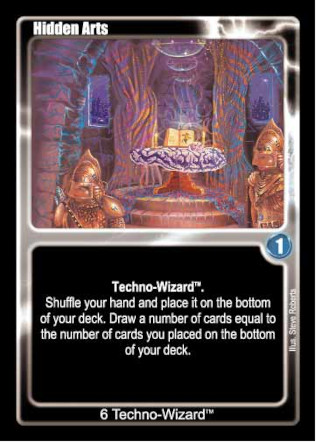 Hidden Arts
1
Techno-Wizard™.
Shuffle your hand and place it on the bottom
of your deck. Draw a number of cards equal to
the number of cards you placed on the bottom
of your deck.
Illus. Steve Roberts
6 Techno-Wizard™